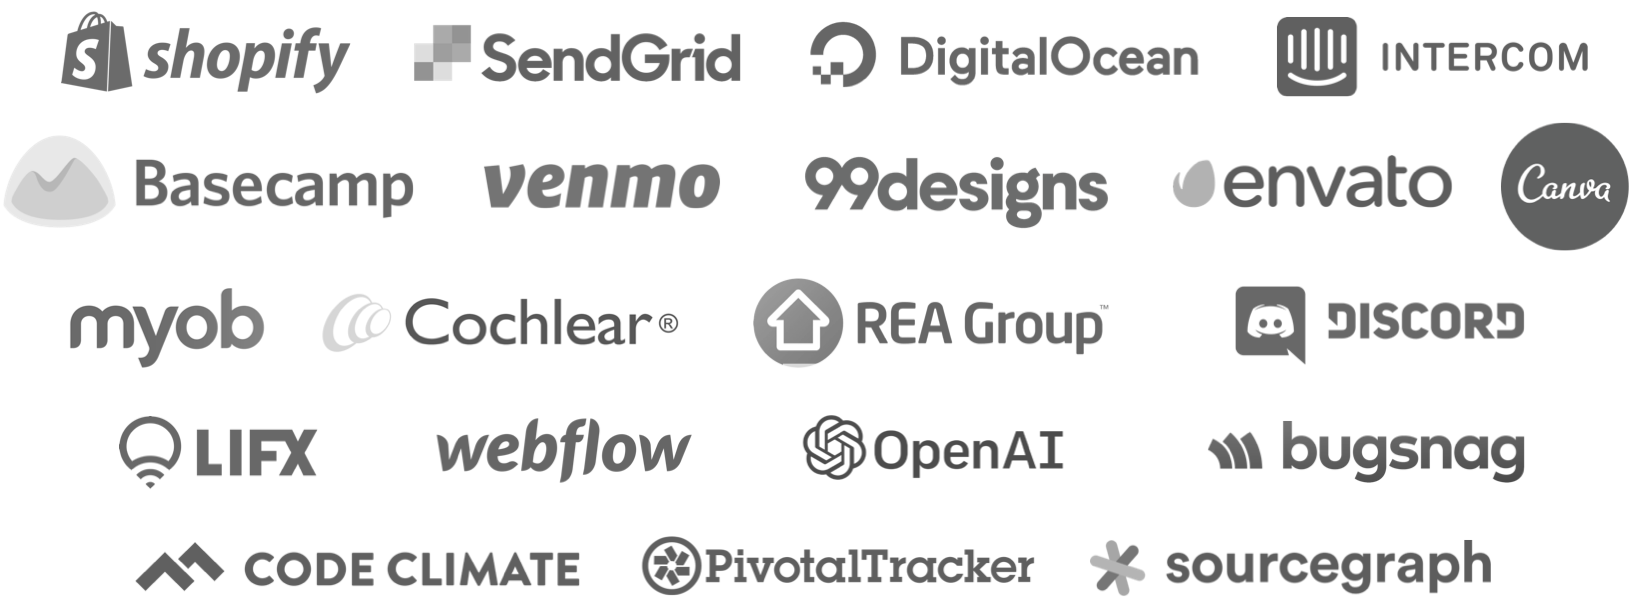 shopify SendGrid DigitalOcean INTERCOM
Basecamp venmo 99designs envato Canva
myob Cochlear® REA Group™ DISCORD
LIFX webflow OpenAI bugsnag
CODE CLIMATE PivotalTracker sourcegraph